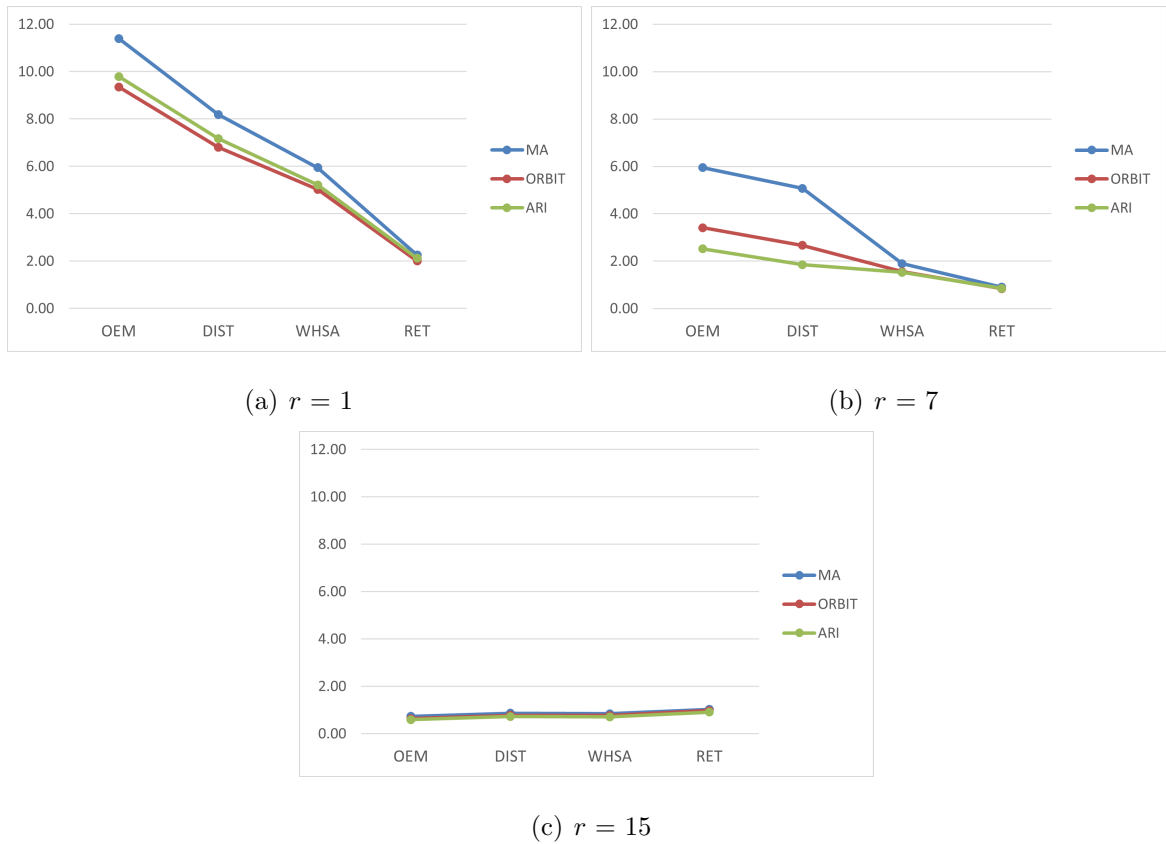 12.00
10.00
8.00
6.00
4.00
2.00
0.00
OEM DIST WHSA RET
MA
ORBIT
ARI
12.00
10.00
8.00
6.00
4.00
2.00
0.00
OEM DIST WHSA RET
MA
ORBIT
ARI
(a) r = 1
(b) r = 7
12.00
10.00
8.00
6.00
4.00
2.00
0.00
OEM DIST WHSA RET
MA
ORBIT
ARI
(c) r = 15